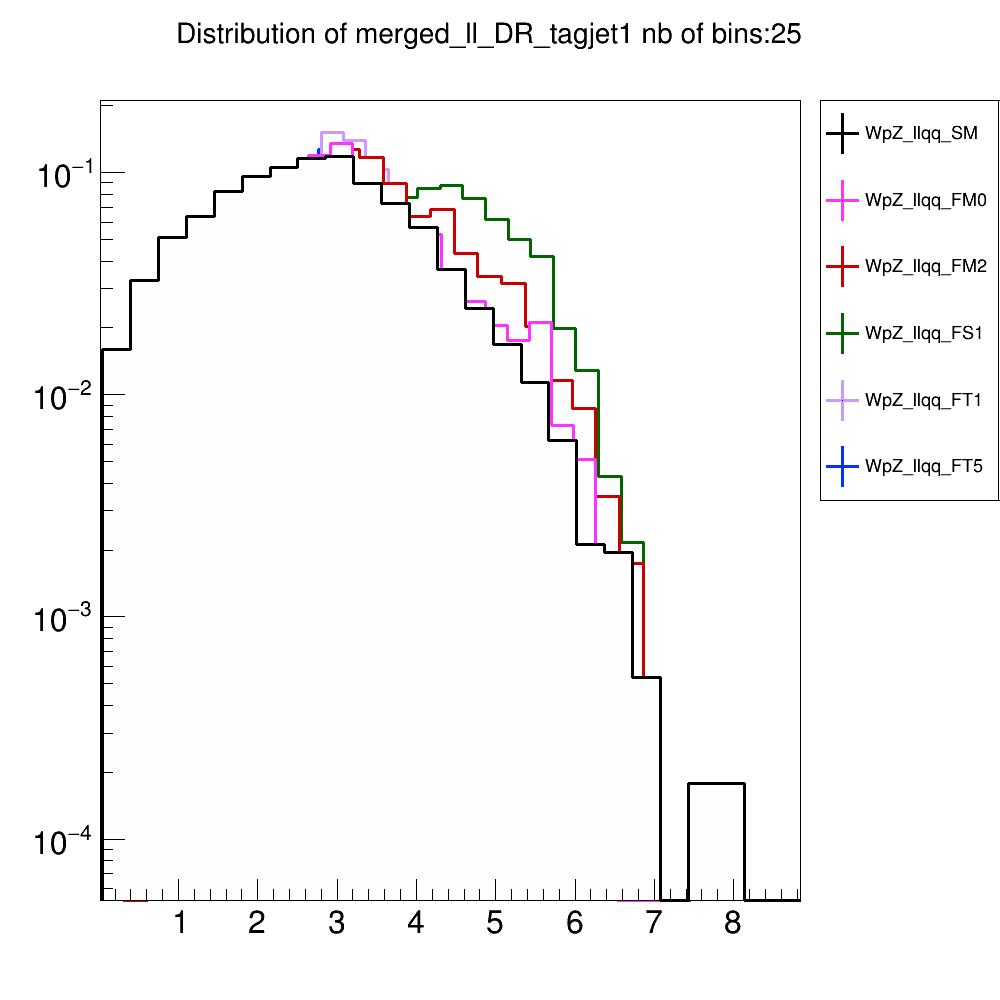 Distribution of merged_ll_DR_tagjet1 nb of bins:25
10⁻¹
10⁻²
10⁻³
10⁻⁴
1 2 3 4 5 6 7 8
WpZ_llqq_SM
WpZ_llqq_FM0
WpZ_llqq_FM2
WpZ_llqq_FS1
WpZ_llqq_FT1
WpZ_llqq_FT5